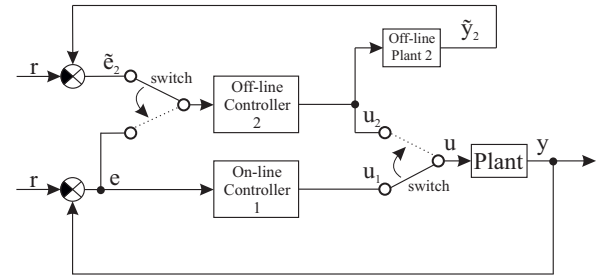 ỹ₂
Off-line
Plant 2
r
ẽ₂
switch
Off-line
Controller
2
u₂
u
y
Plant
r
e
On-line
Controller
1
u₁
switch